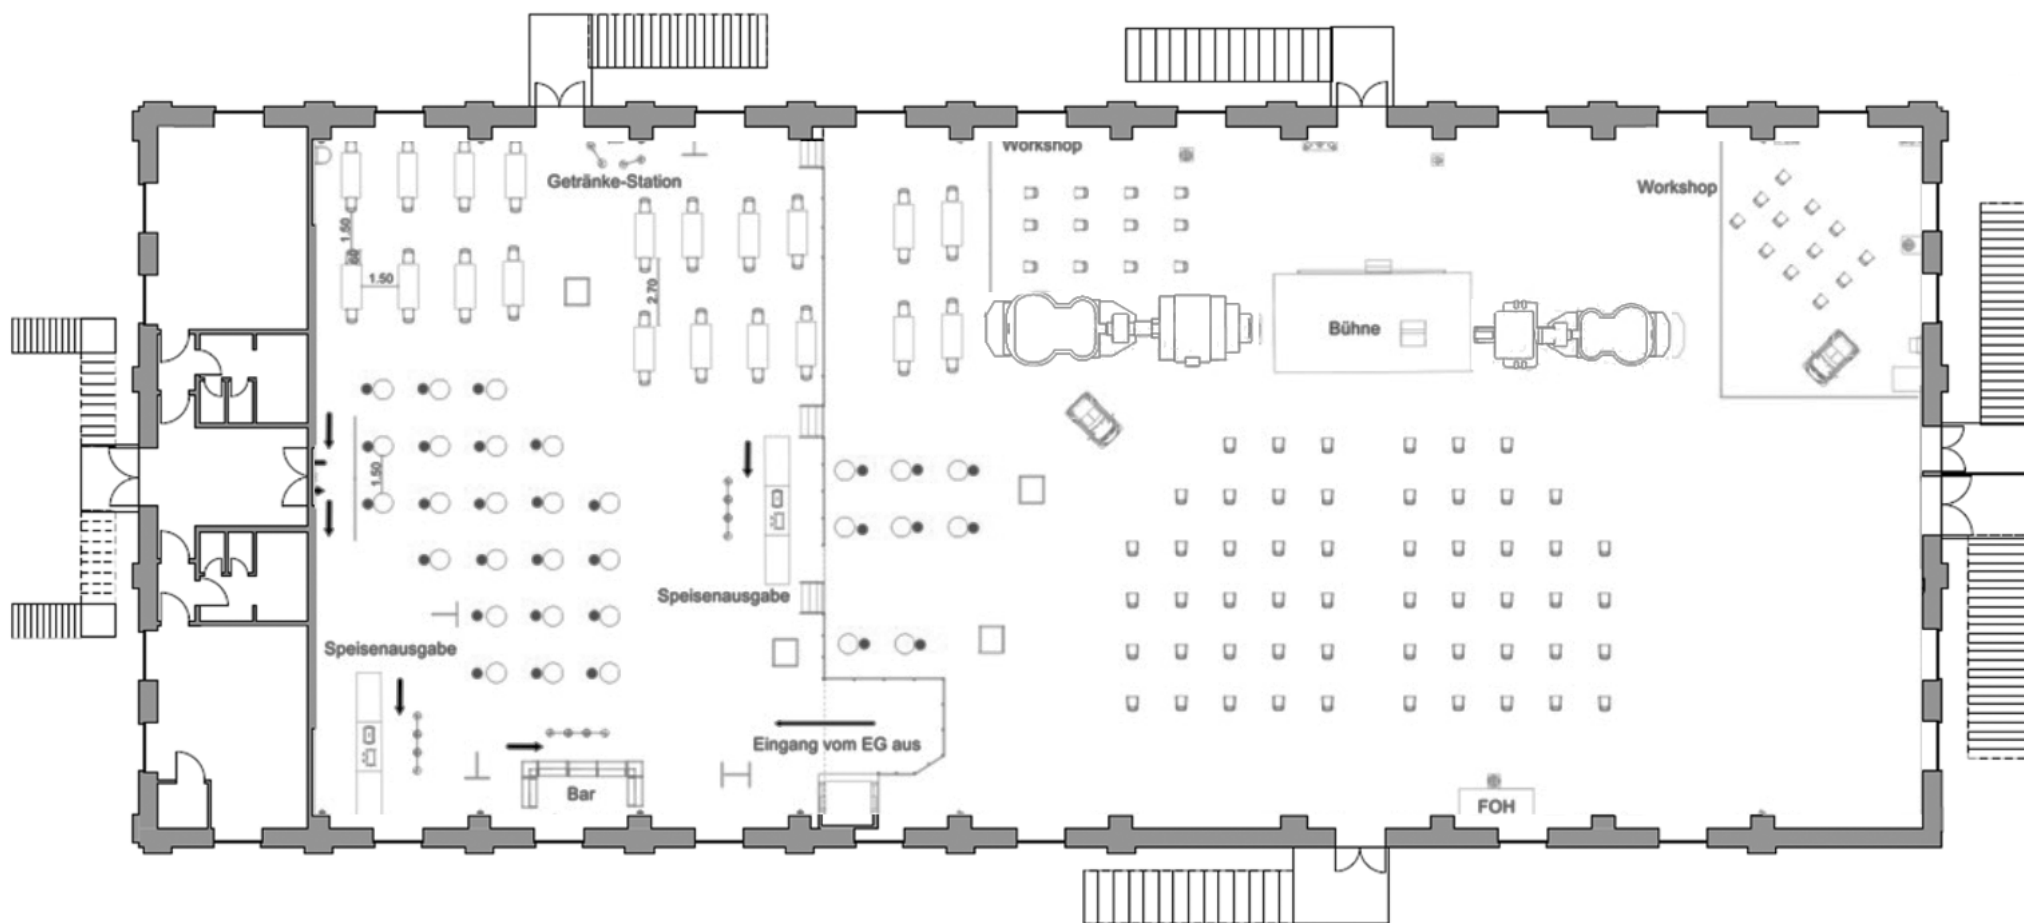 Workshop
Getränke-Station
Workshop
1.50
60
1.50
2.70
Bühne
1.50
Speisenausgabe
Speisenausgabe
Eingang vom EG aus
Bar
FOH